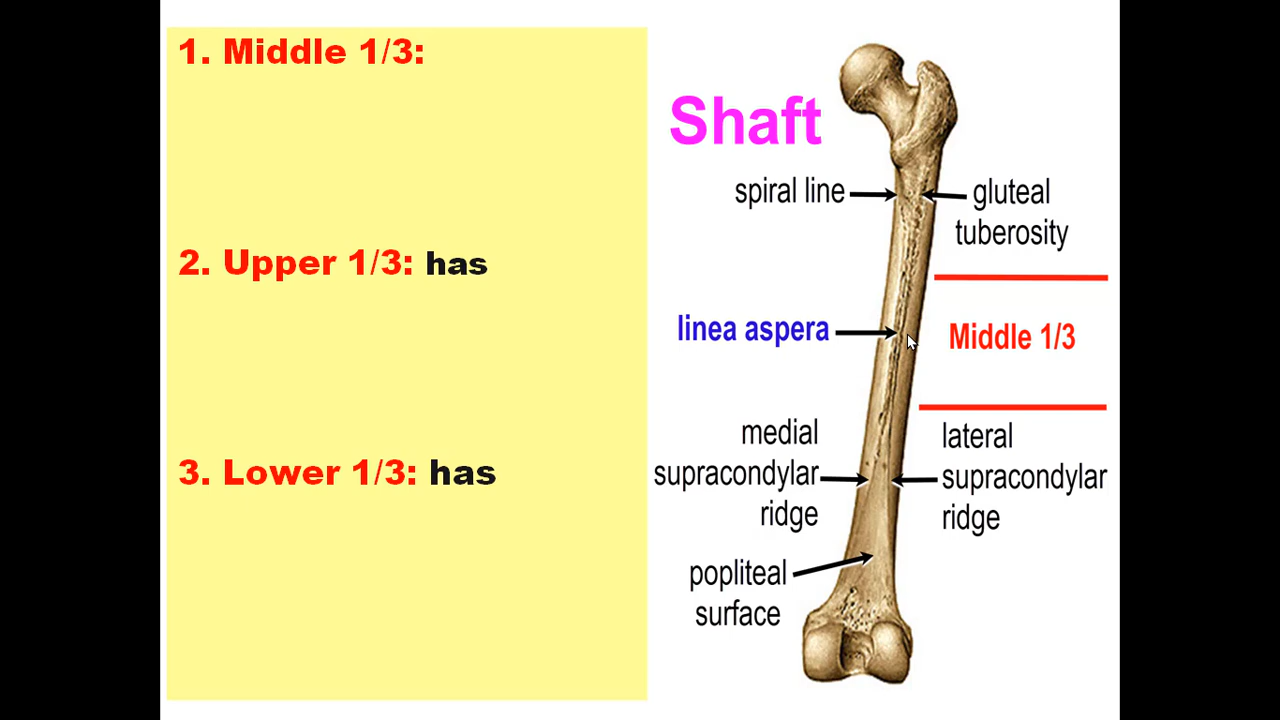 1. Middle 1/3:
2. Upper 1/3: has
3. Lower 1/3: has
Shaft
spiral line
gluteal
tuberosity
linea aspera
Middle 1/3
medial
supracondylar
ridge
lateral
supracondylar
ridge
popliteal
surface